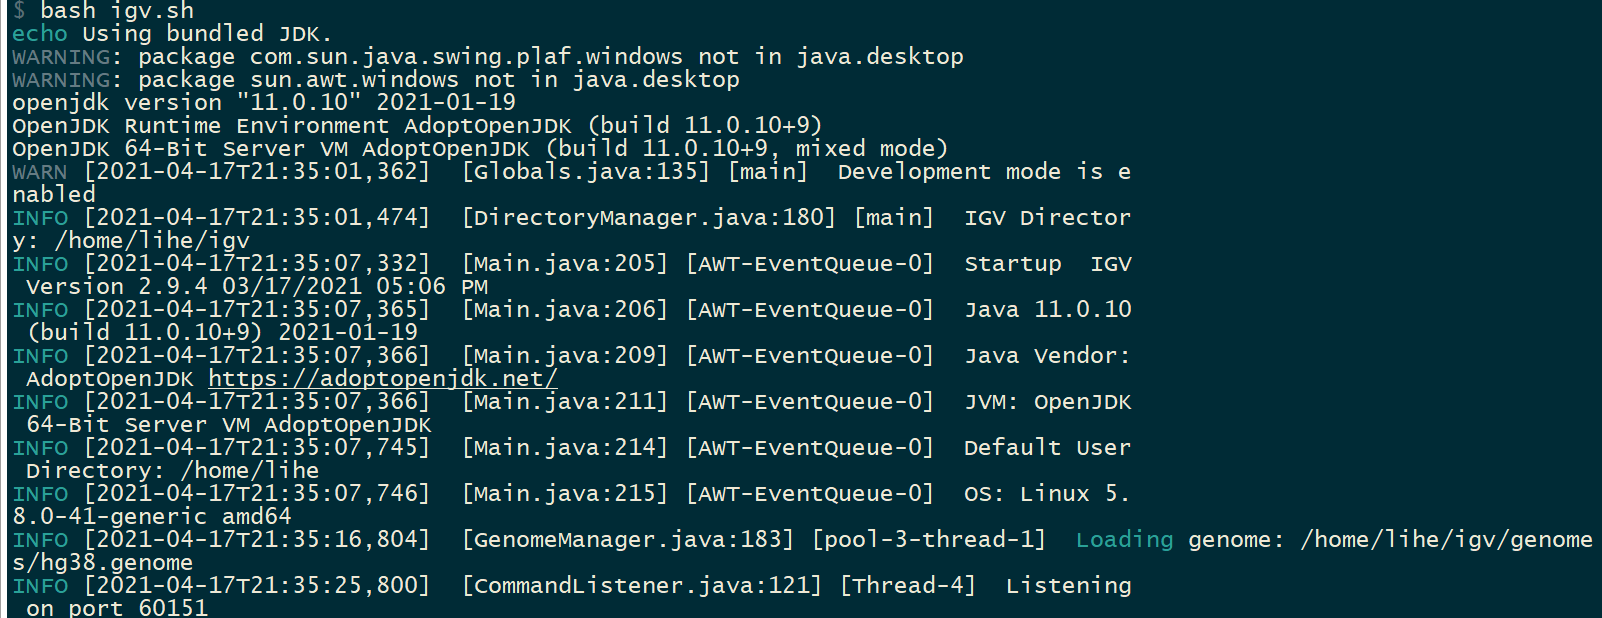 $ bash igv.sh
echo Using bundled JDK.
WARNING: package com.sun.java.swing.plaf.windows not in java.desktop
WARNING: package sun.awt.windows not in java.desktop
openjdk version "11.0.10" 2021-01-19
OpenJDK Runtime Environment AdoptOpenJDK (build 11.0.10+9)
OpenJDK 64-Bit Server VM AdoptOpenJDK (build 11.0.10+9, mixed mode)
WARN [2021-04-17T21:35:01,362]  [Globals.java:135] [main]  Development mode is e
nabled
INFO [2021-04-17T21:35:01,474]  [DirectoryManager.java:180] [main]  IGV Director
y: /home/lihe/igv
INFO [2021-04-17T21:35:07,332]  [Main.java:205] [AWT-EventQueue-0]  Startup  IGV
 Version 2.9.4 03/17/2021 05:06 PM
INFO [2021-04-17T21:35:07,365]  [Main.java:206] [AWT-EventQueue-0]  Java 11.0.10
 (build 11.0.10+9) 2021-01-19
INFO [2021-04-17T21:35:07,366]  [Main.java:209] [AWT-EventQueue-0]  Java Vendor:
 AdoptOpenJDK https://adoptopenjdk.net/
INFO [2021-04-17T21:35:07,366]  [Main.java:211] [AWT-EventQueue-0]  JVM: OpenJDK
 64-Bit Server VM AdoptOpenJDK
INFO [2021-04-17T21:35:07,745]  [Main.java:214] [AWT-EventQueue-0]  Default User
 Directory: /home/lihe
INFO [2021-04-17T21:35:07,746]  [Main.java:215] [AWT-EventQueue-0]  OS: Linux 5.
8.0-41-generic amd64
INFO [2021-04-17T21:35:16,804]  [GenomeManager.java:183] [pool-3-thread-1]  Loading genome: /home/lihe/igv/genome
s/hg38.genome
INFO [2021-04-17T21:35:25,800]  [CommandListener.java:121] [Thread-4]  Listening
 on port 60151